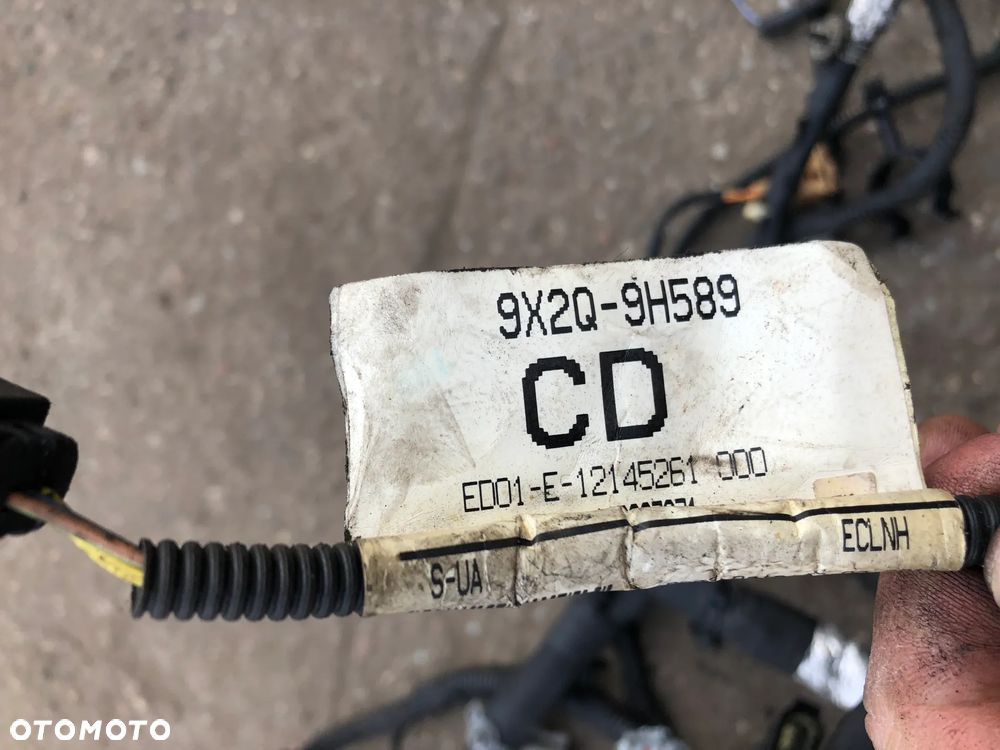 9X2Q-9H589
CD
ED01-E-12145261 000
S-UA
ECLNH
OTOMOTO